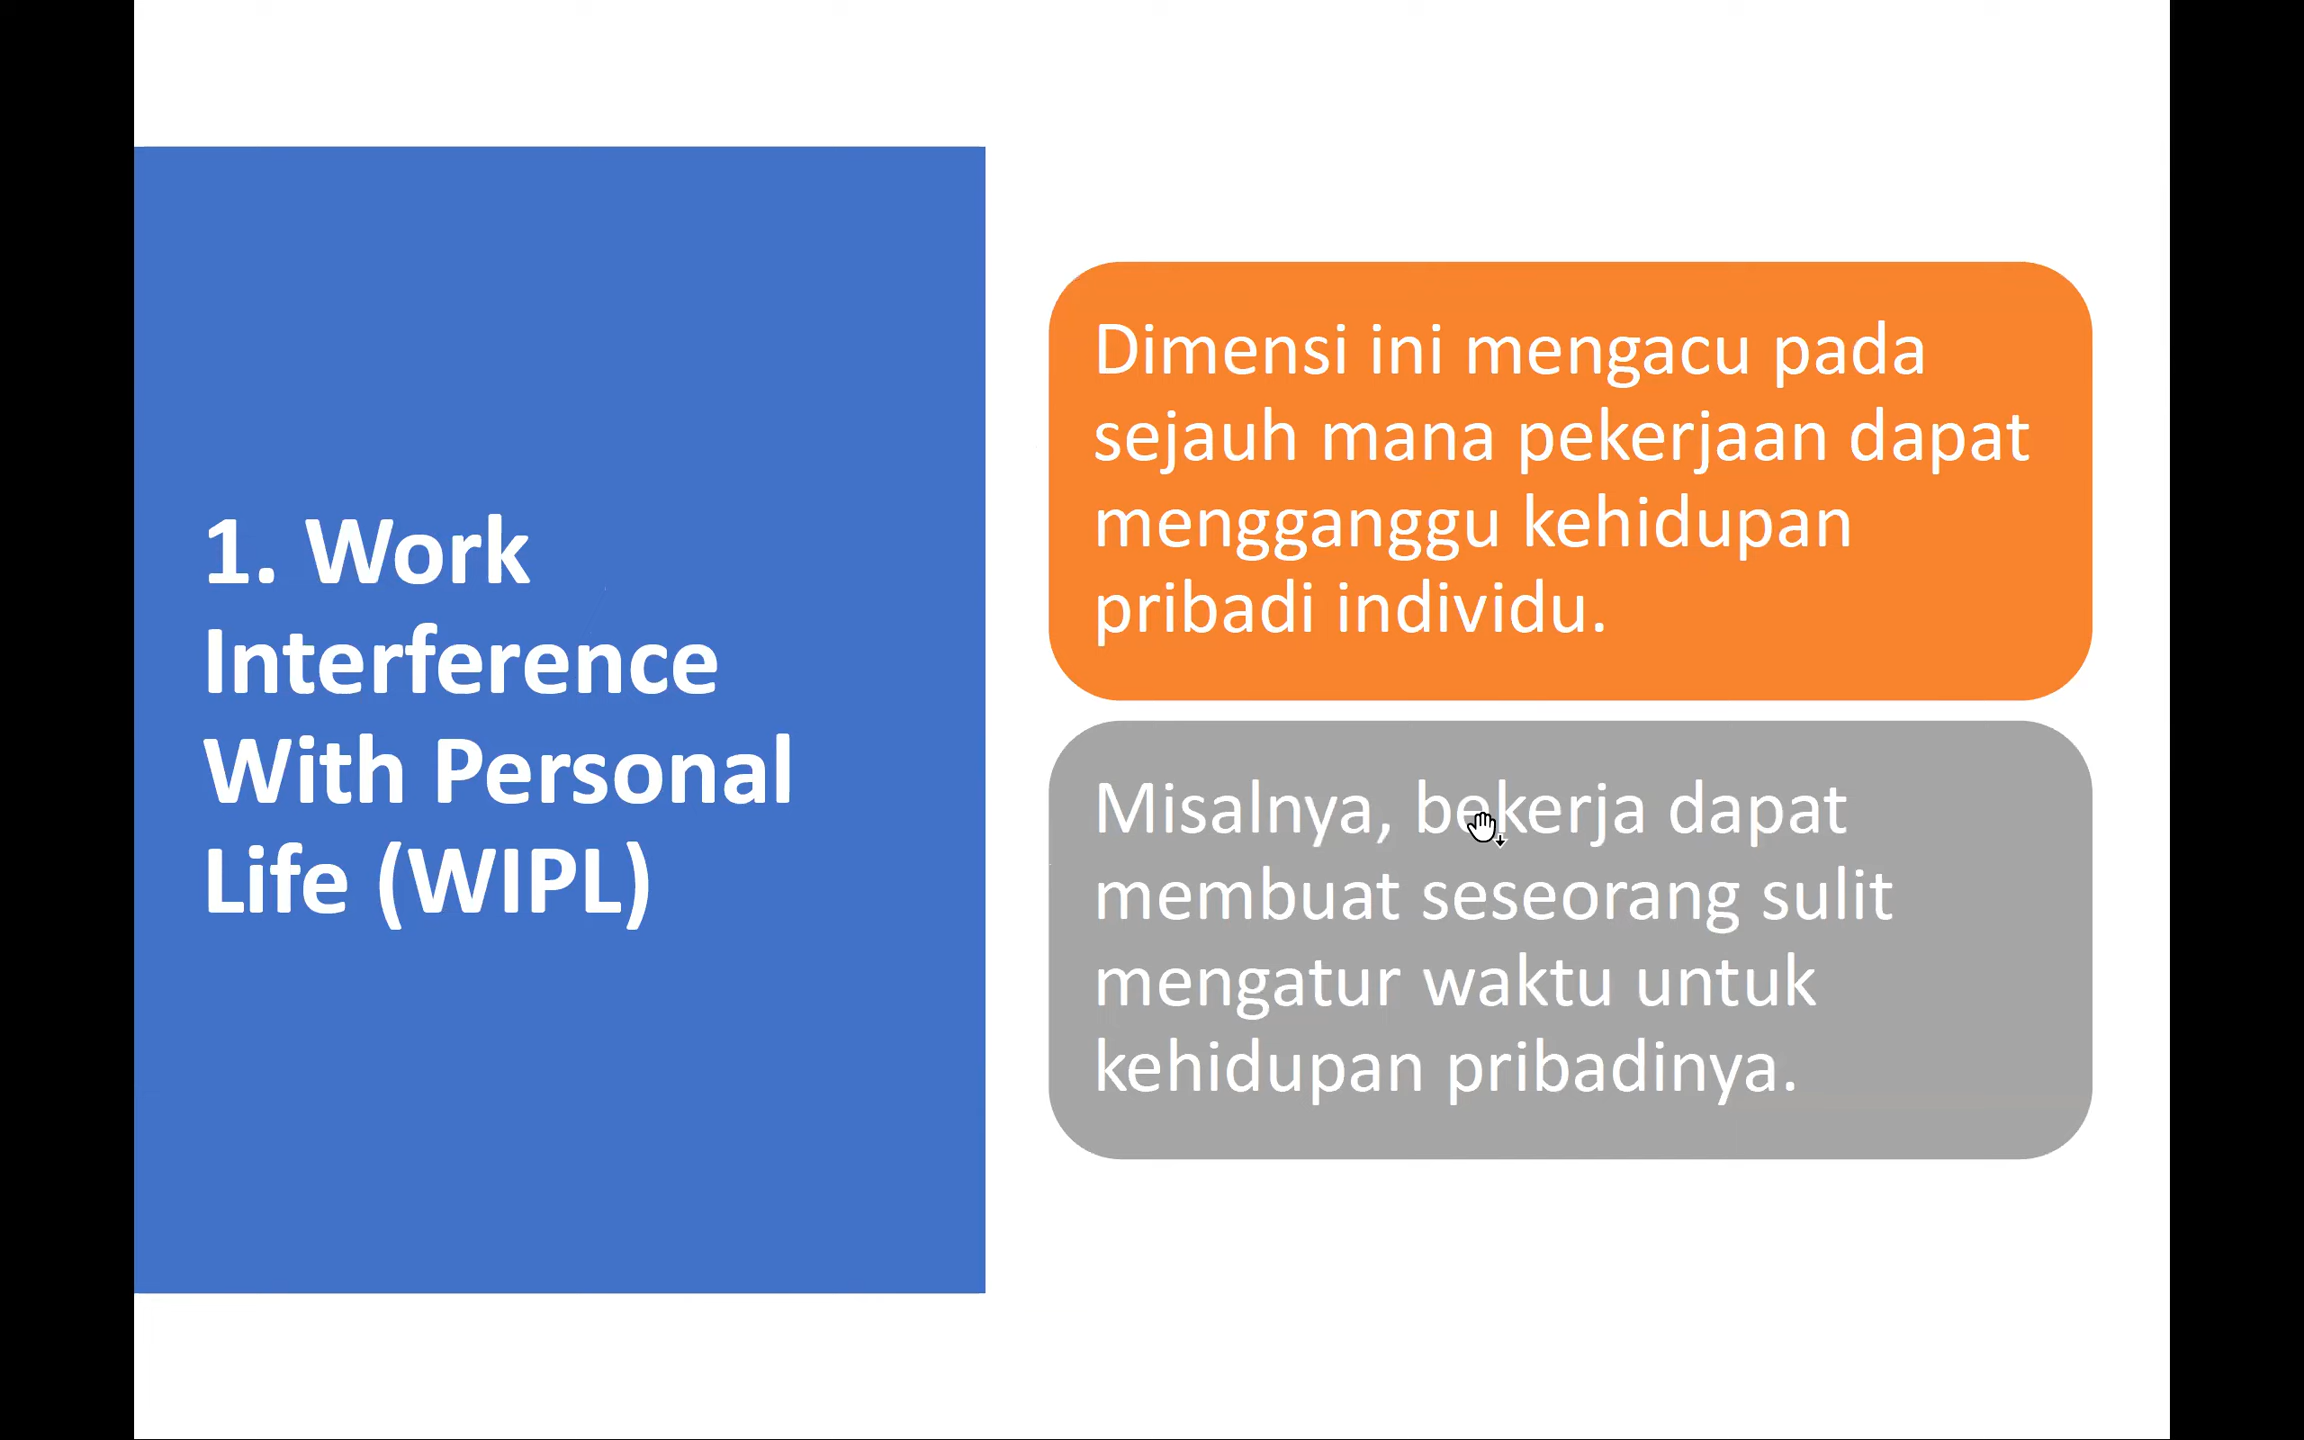 1. Work
Interference
With Personal
Life (WIPL)
Dimensi ini mengacu pada
sejauh mana pekerjaan dapat
mengganggu kehidupan
pribadi individu.
Misalnya, bekerja dapat
membuat seseorang sulit
mengatur waktu untuk
kehidupan pribadinya.